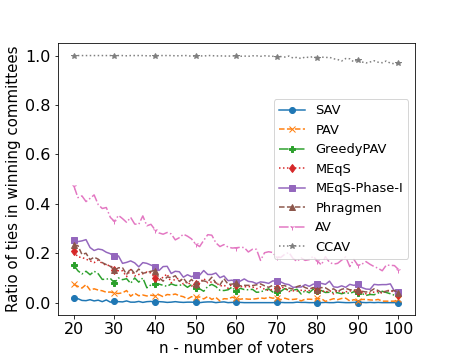 Ratio of ties in winning committees
1.0
0.8
0.6
0.4
0.2
0.0
SAV
PAV
GreedyPAV
MEqS
MEqS-Phase-I
Phragmen
AV
CCAV
20 30 40 50 60 70 80 90 100
n - number of voters